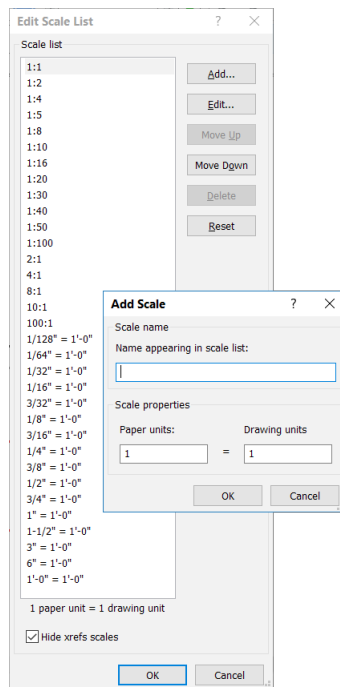 Edit Scale List
?
Scale list
1:1
1:2
1:4
1:5
1:8
1:10
1:16
1:20
1:30
1:40
1:50
1:100
2:1
4:1
8:1
10:1
100:1
1/128" = 1'-0"
1/64" = 1'-0"
1/32" = 1'-0"
1/16" = 1'-0"
3/32" = 1'-0"
1/8" = 1'-0"
3/16" = 1'-0"
1/4" = 1'-0"
3/8" = 1'-0"
1/2" = 1'-0"
3/4" = 1'-0"
1" = 1'-0"
1-1/2" = 1'-0"
3" = 1'-0"
6" = 1'-0"
1'-0" = 1'-0"
Add...
Edit...
Move Up
Move Down
Delete
Reset
1 paper unit = 1 drawing unit
Hide xrefs scales
OK Cancel
Add Scale ?
Scale name
Name appearing in scale list:
Scale properties
Paper units: Drawing units
1 = 1
OK Cancel